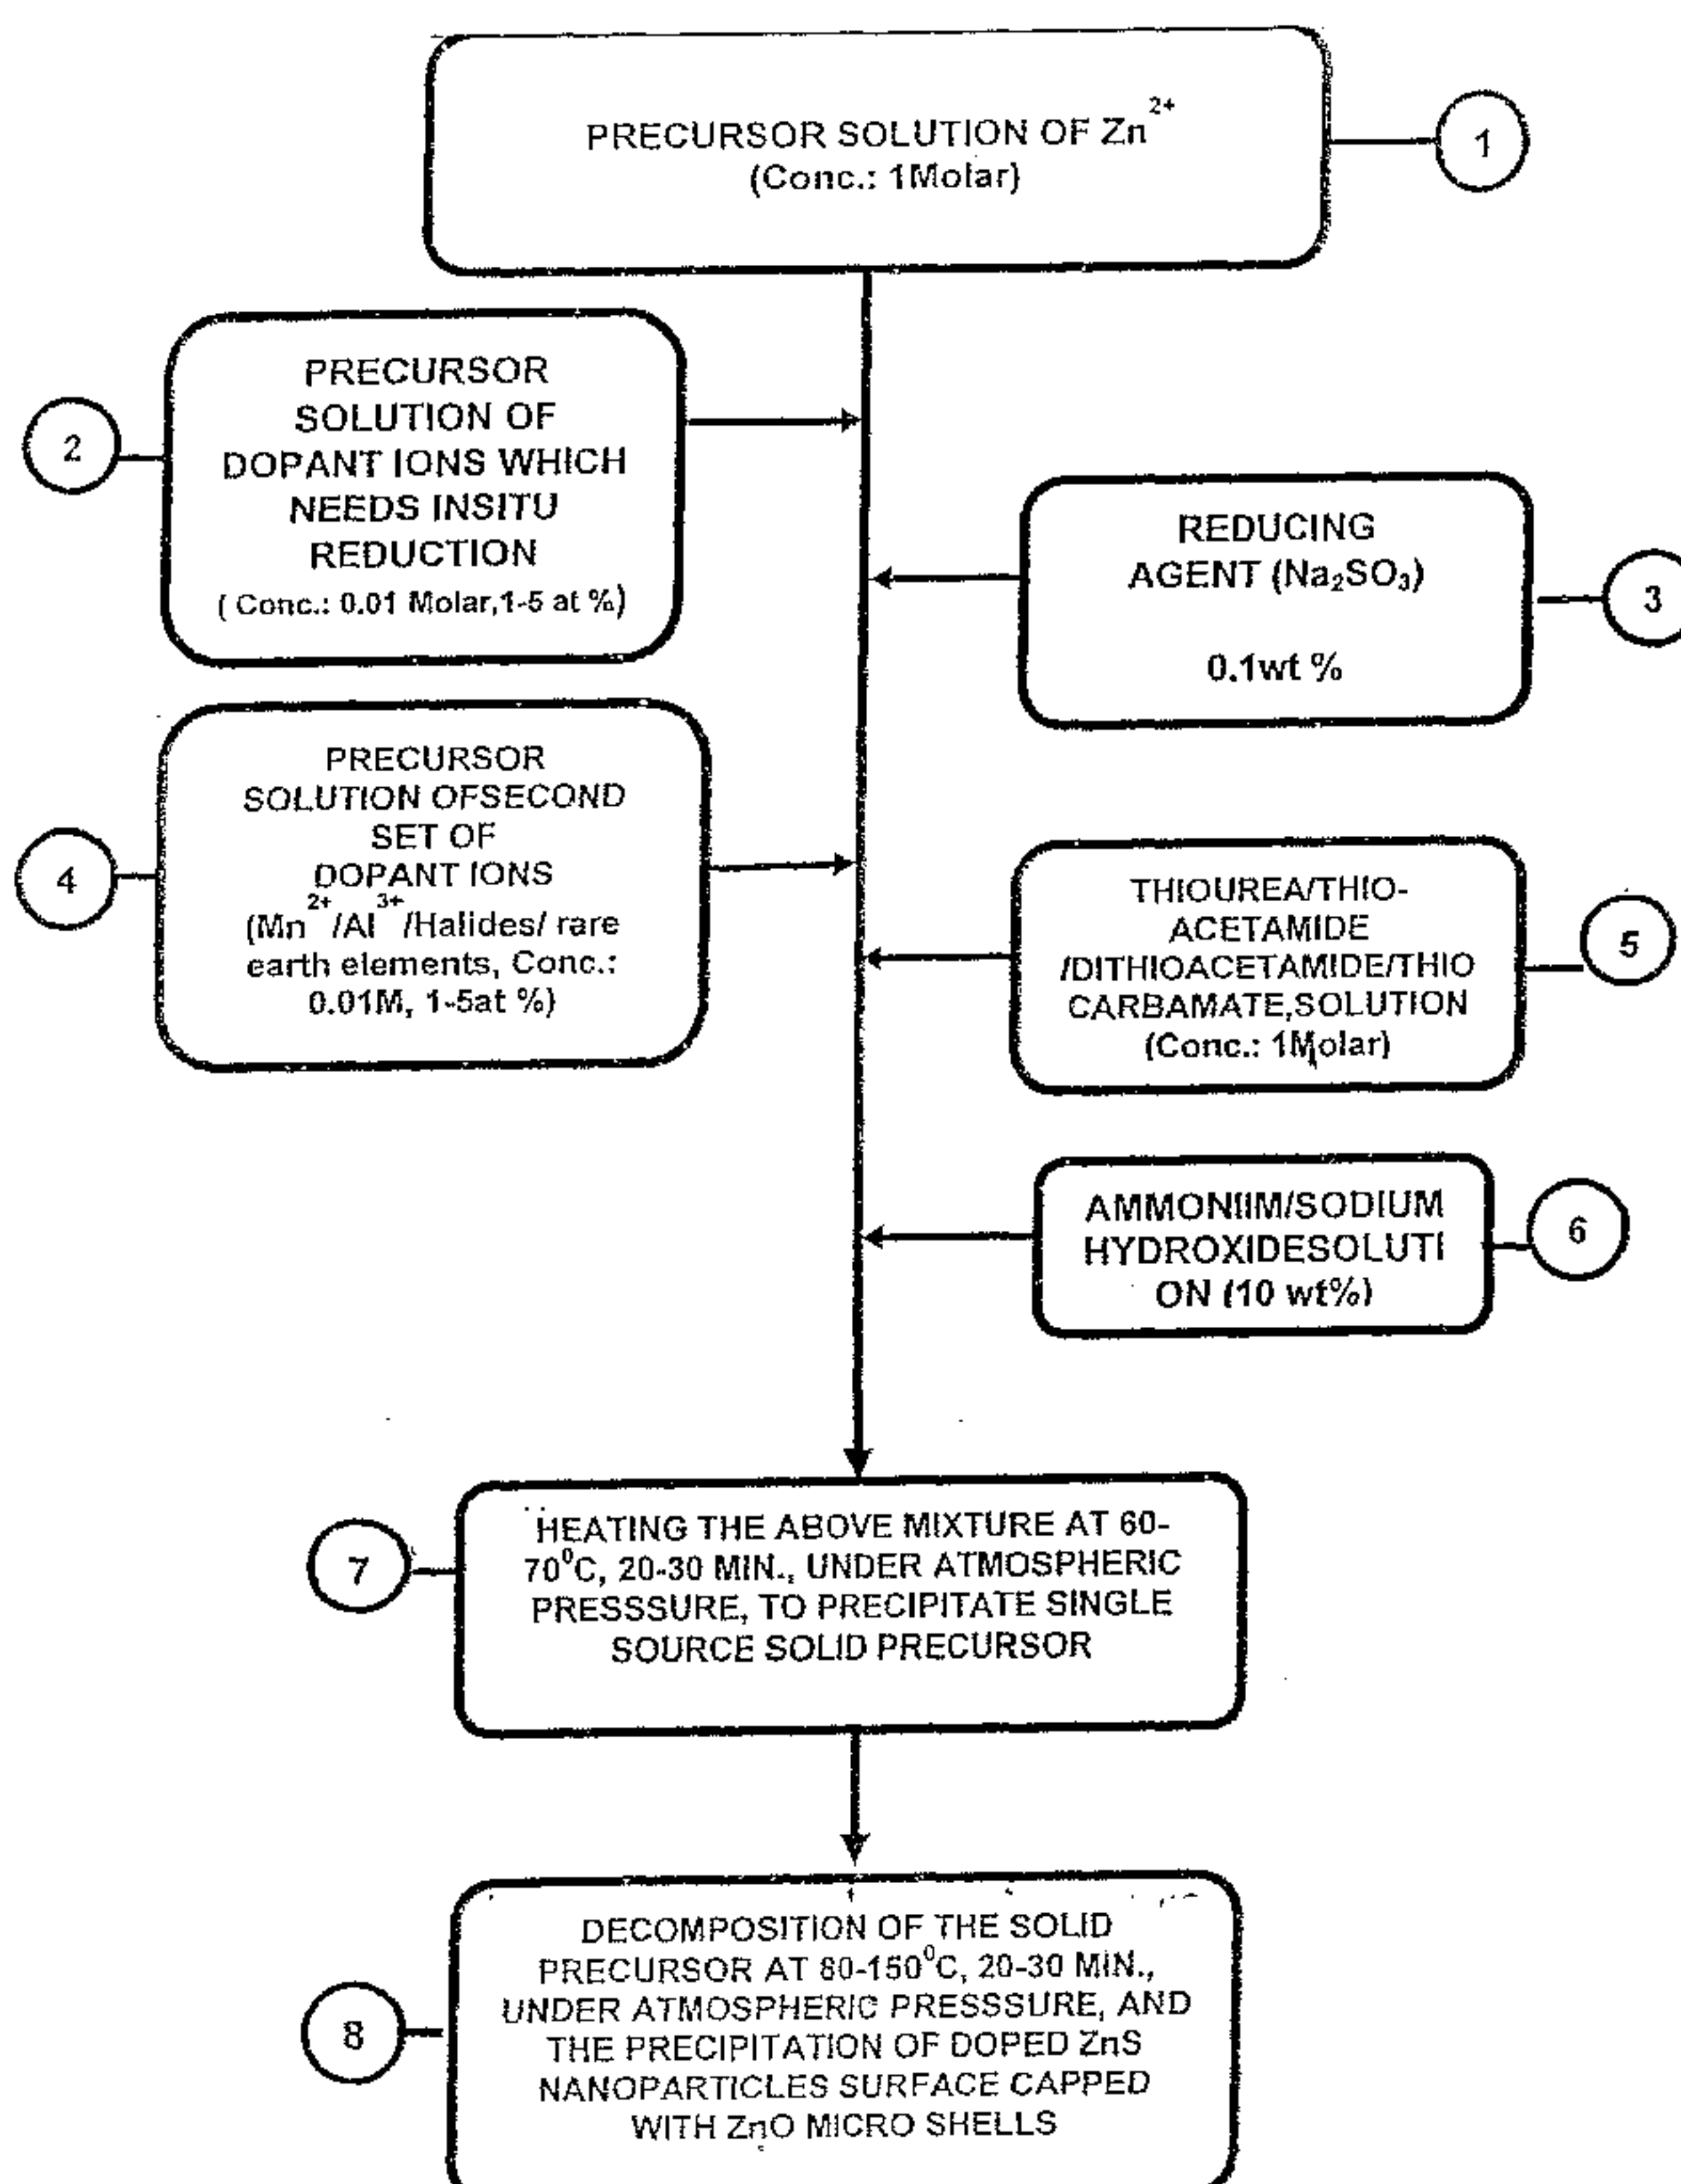 PRECURSOR SOLUTION OF Zn²⁺
(Conc.: 1Molar)
1
PRECURSOR
SOLUTION OF
DOPANT IONS WHICH
NEEDS INSITU
REDUCTION
( Conc.: 0.01 Molar,1-5 at %)
2
REDUCING
AGENT (Na₂SO₃)
0.1wt %
3
PRECURSOR
SOLUTION OFSECOND
SET OF
DOPANT IONS
(Mn²⁺/Al³⁺/Halides/ rare
earth elements, Conc.:
0.01M, 1-5at %)
4
THIOUREA/THIO-
ACETAMIDE
/DITHIOACETAMIDE/THIO
CARBAMATE,SOLUTION
(Conc.: 1Molar)
5
AMMONIIM/SODIUM
HYDROXIDESOLUTI
ON (10 wt%)
6
HEATING THE ABOVE MIXTURE AT 60-
70⁰C, 20-30 MIN., UNDER ATMOSPHERIC
PRESSSURE, TO PRECIPITATE SINGLE
SOURCE SOLID PRECURSOR
7
DECOMPOSITION OF THE SOLID
PRECURSOR AT 80-150⁰C, 20-30 MIN.,
UNDER ATMOSPHERIC PRESSSURE, AND
THE PRECIPITATION OF DOPED ZnS
NANOPARTICLES SURFACE CAPPED
WITH ZnO MICRO SHELLS
8